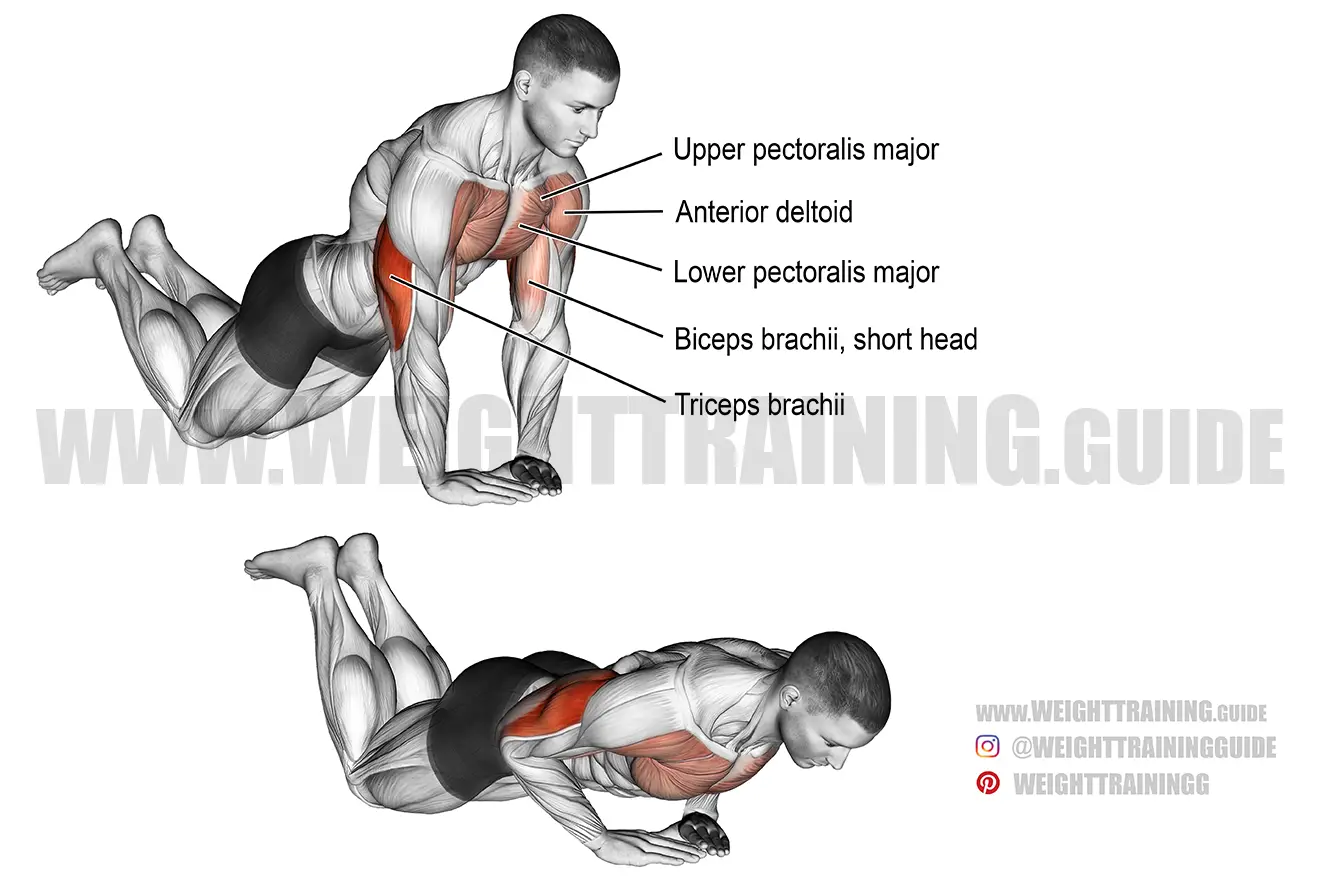 Upper pectoralis major
Anterior deltoid
Lower pectoralis major
Biceps brachii, short head
Triceps brachii
WWW.WEIGHTTRAINING.GUIDE
WWW.WEIGHTTRAINING.GUIDE
@WEIGHTTRAININGGUIDE
WEIGHTTRAININGG